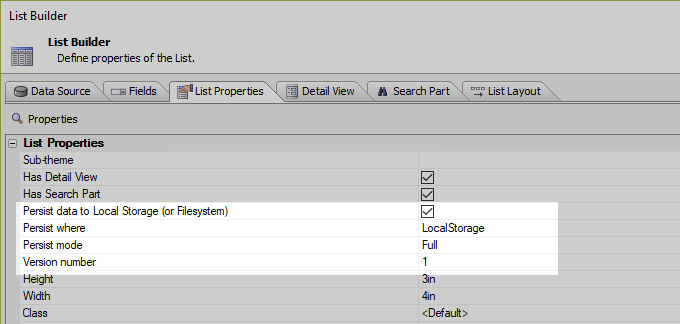 List Builder
List Builder
Define properties of the List.
Data Source Fields List Properties Detail View Search Part List Layout
Properties
List Properties
Sub-theme
Has Detail View
Has Search Part
Persist data to Local Storage (or Filesystem)
Persist where LocalStorage
Persist mode Full
Version number 1
Height 3in
Width 4in
Class <Default>